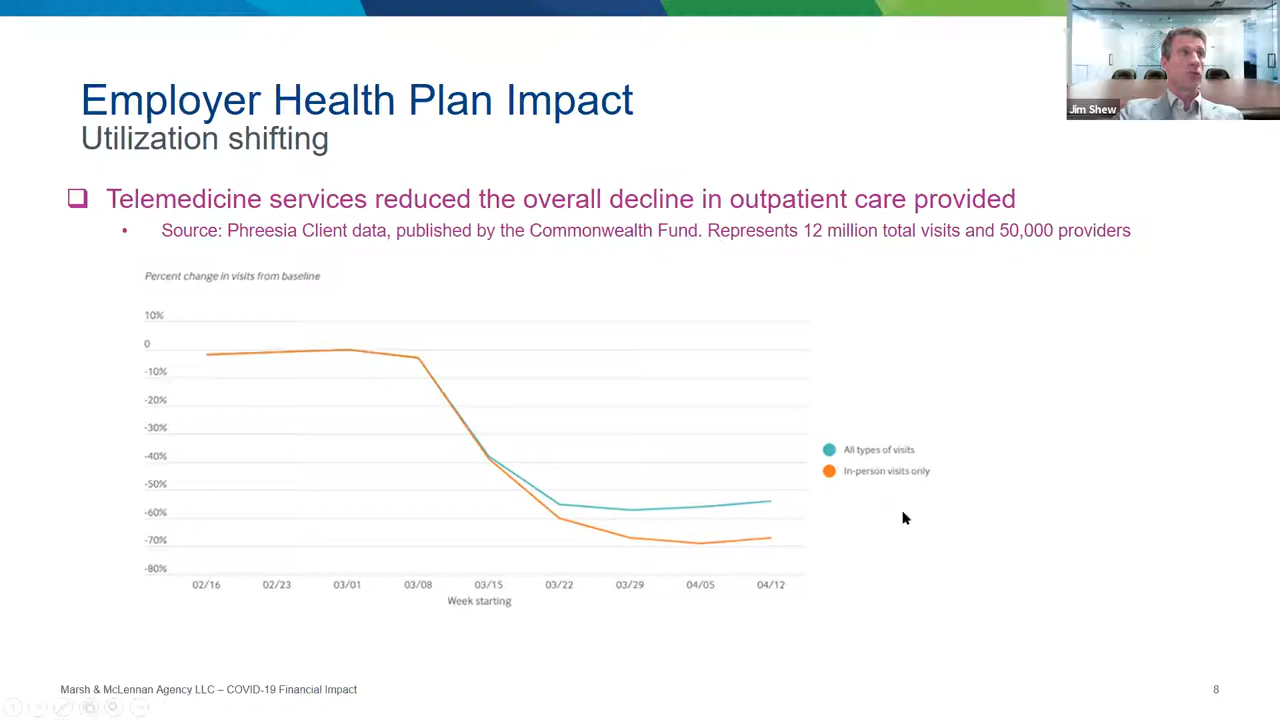 Jim Shew
Employer Health Plan Impact
Utilization shifting
Telemedicine services reduced the overall decline in outpatient care provided
Source: Phreesia Client data, published by the Commonwealth Fund. Represents 12 million total visits and 50,000 providers
Percent change in visits from baseline
10%
0
-10%
-20%
-30%
-40%
-50%
-60%
-70%
-80%
All types of visits
In-person visits only
02/16 02/23 03/01 03/08 03/15 03/22 03/29 04/05 04/12
Week starting
Marsh & McLennan Agency LLC – COVID-19 Financial Impact
8